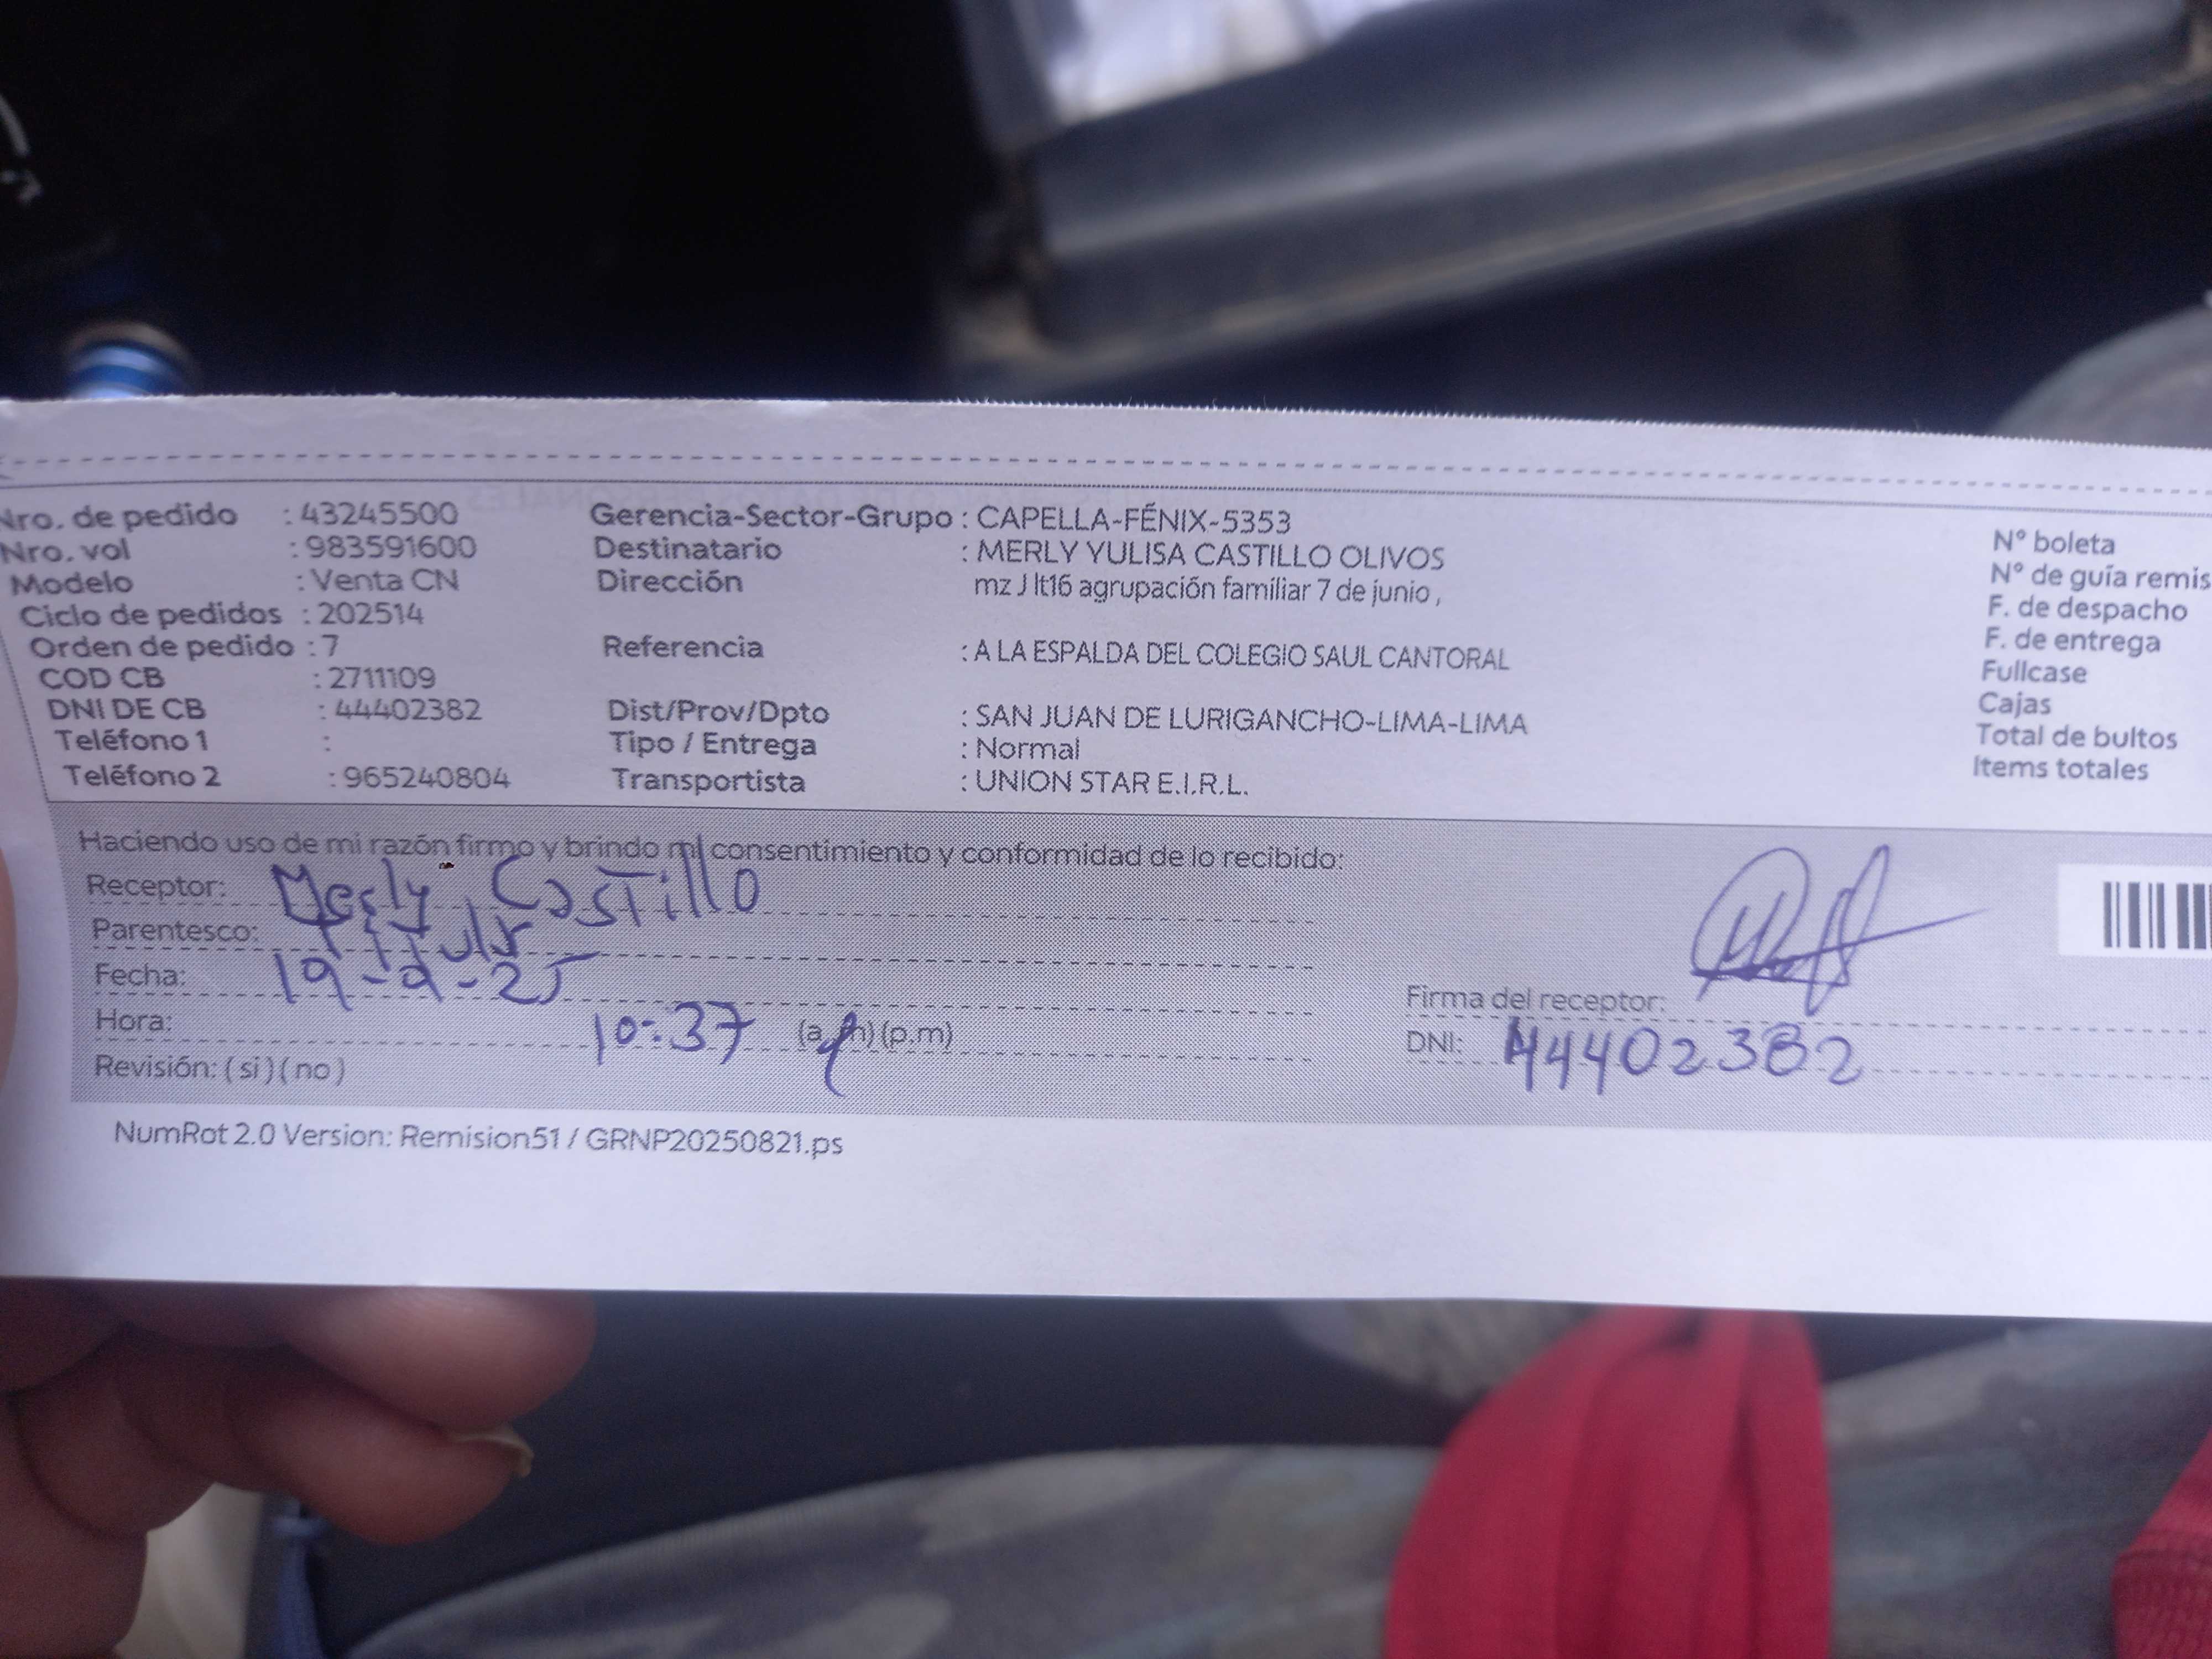 Nro. de pedido : 43245500 Gerencia-Sector-Grupo : CAPELLA-FÉNIX-5353
Nro. vol : 983591600 Destinatario : MERLY YULISA CASTILLO OLIVOS Nº boleta
Modelo : Venta CN Dirección mz J lt16 agrupación familiar 7 de junio , Nº de guía remis
Ciclo de pedidos : 202514 F. de despacho
Orden de pedido : 7 Referencia : A LA ESPALDA DEL COLEGIO SAUL CANTORAL F. de entrega
COD CB : 2711109 Fullcase
DNI DE CB : 44402382 Dist/Prov/Dpto : SAN JUAN DE LURIGANCHO-LIMA-LIMA Cajas
Teléfono 1 : Tipo / Entrega : Normal Total de bultos
Teléfono 2 : 965240804 Transportista : UNION STAR E.I.R.L. Items totales
Haciendo uso de mi razón firmo y brindo mi consentimiento y conformidad de lo recibido:
Receptor: Merly Castillo
Parentesco: Titular
Fecha: 19-9-25
Firma del receptor:
Hora: 10:37 (a.m) (p.m)
DNI: 44402382
Revisión: ( si ) ( no )
NumRot 2.0 Version: Remision51 / GRNP20250821.ps